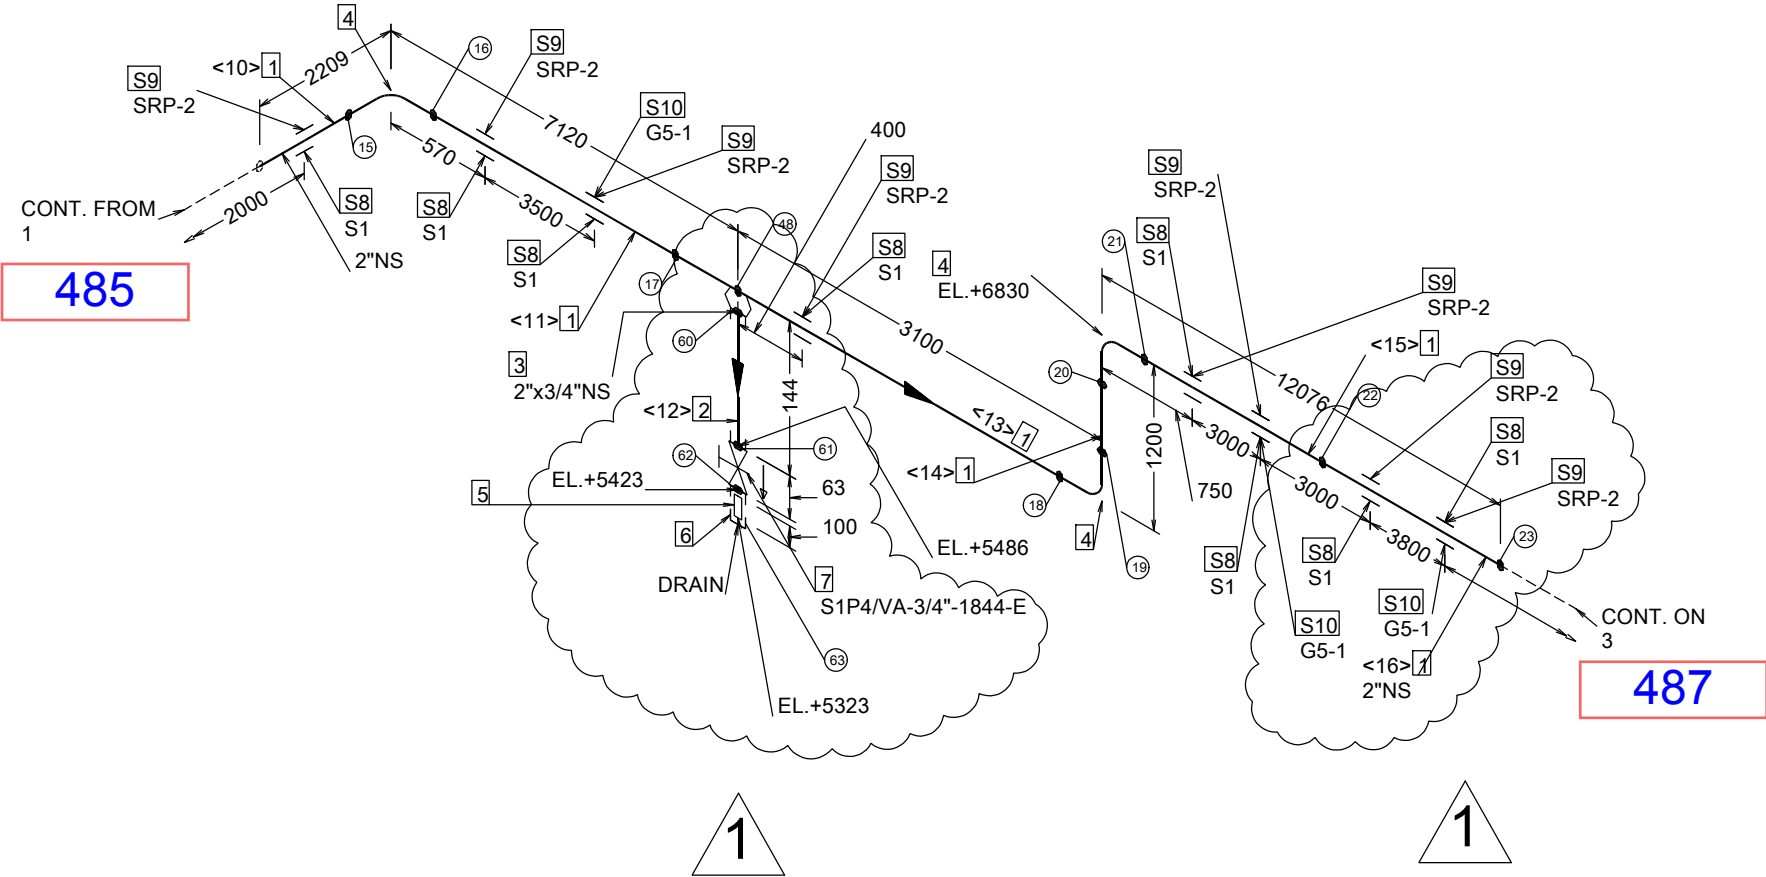 4
16
S9
SRP-2
<10> 1
2209
S9
SRP-2
7120
S10
G5-1
400
S9
SRP-2
S9
SRP-2
S9
SRP-2
15
570
S8
S1
2000
S8
S1
3500
CONT. FROM
1
2"NS
S8
S1
48
S8
S1
21
S8
S1
4
EL.+6830
S9
SRP-2
485
17
<11> 1
60
3100
3
2"x3/4"NS
144
20
<15> 1
S9
SRP-2
12076
22
<12> 2
<13> 1
3000
S8
S1
1200
62
61
<14> 1
S9
SRP-2
EL.+5423
63
5
18
750
3000
6
100
4
EL.+5486
3800
23
19
S8
S1
S8
S1
DRAIN
7
S1P4/VA-3/4"-1844-E
S10
G5-1
S10
G5-1
CONT. ON
3
63
<16> 1
2"NS
487
EL.+5323
1
1